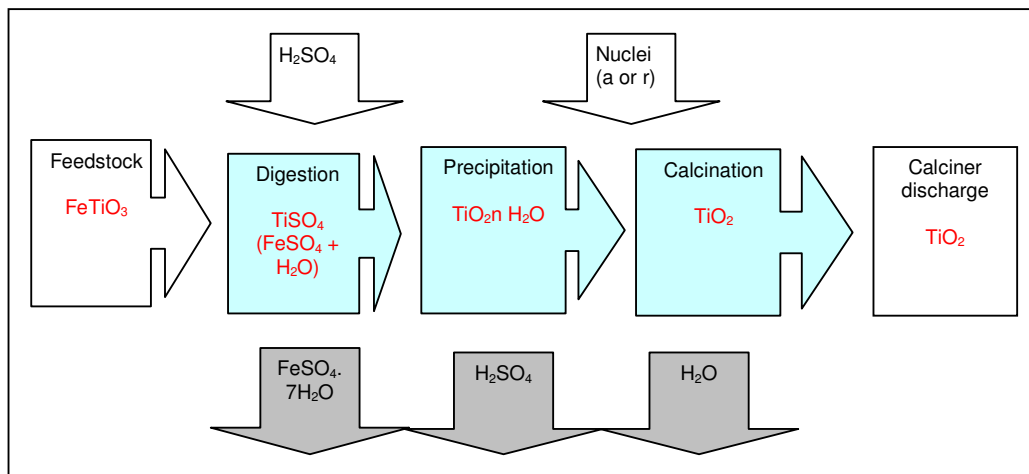 H₂SO₄
Nuclei
(a or r)
Feedstock
FeTiO₃
Digestion
TiSO₄
(FeSO₄ +
H₂O)
Precipitation
TiO₂n H₂O
Calcination
TiO₂
Calciner
discharge
TiO₂
FeSO₄.
7H₂O
H₂SO₄
H₂O